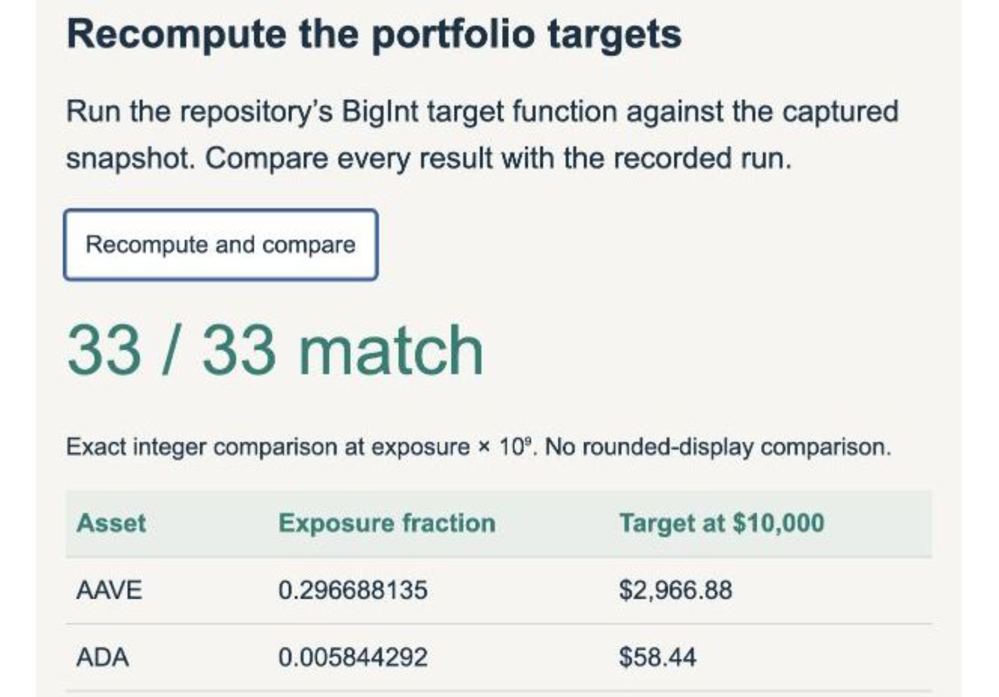 Recompute the portfolio targets
Run the repository’s BigInt target function against the captured
snapshot. Compare every result with the recorded run.
Recompute and compare
33 / 33 match
Exact integer comparison at exposure × 10⁹. No rounded-display comparison.
Asset Exposure fraction Target at $10,000
AAVE 0.296688135 $2,966.88
ADA 0.005844292 $58.44